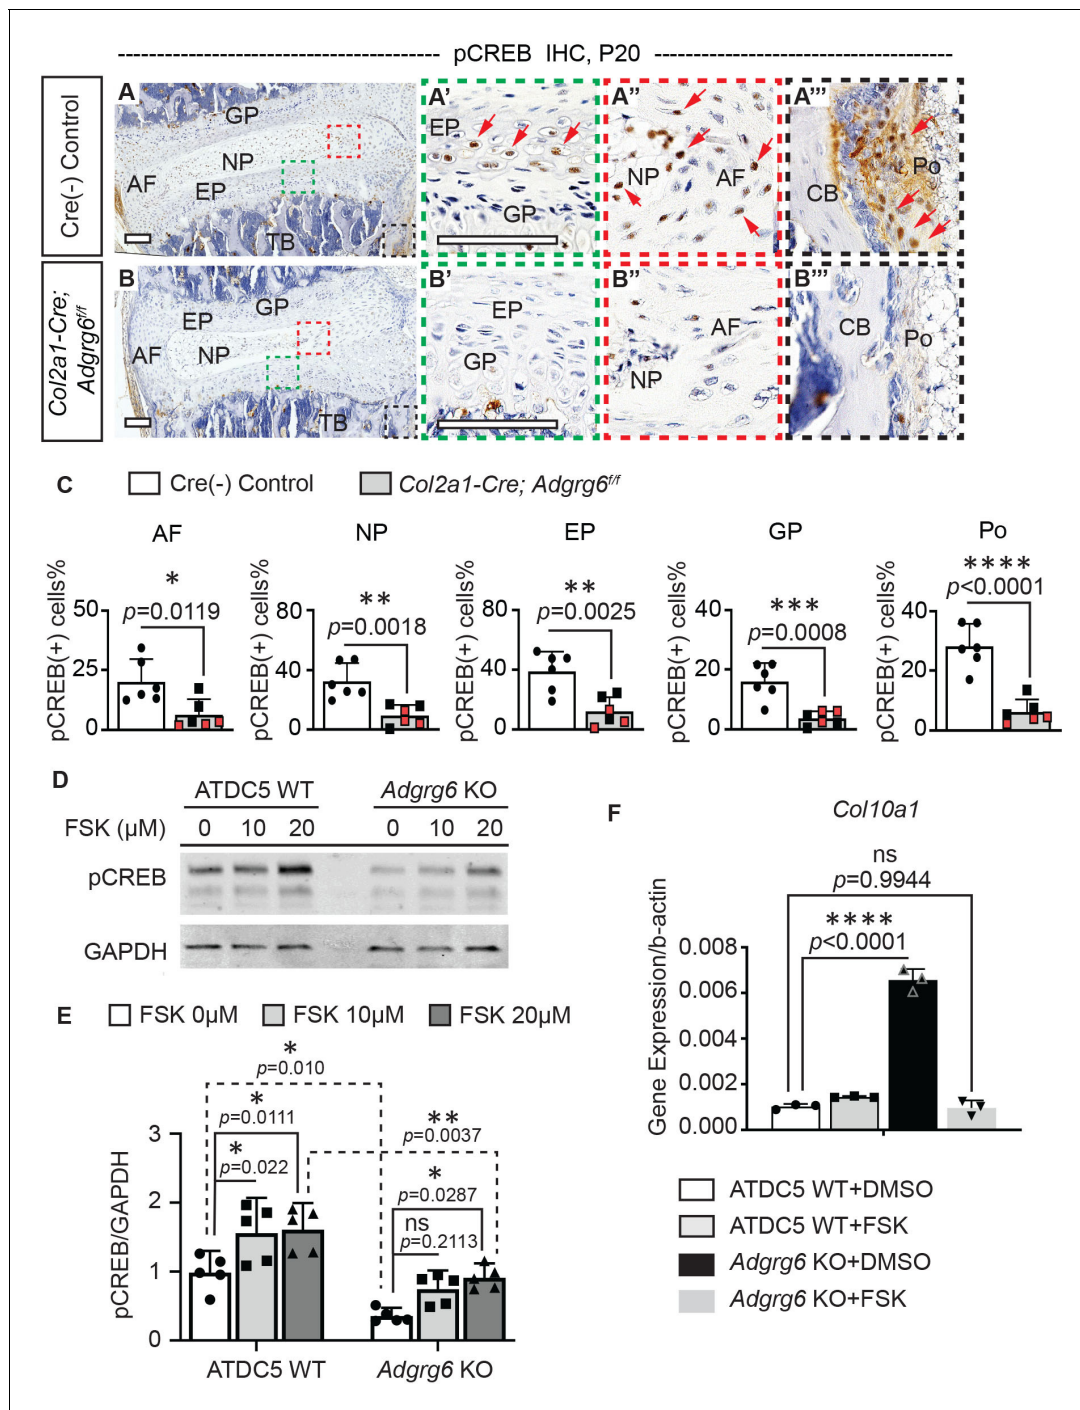 pCREB IHC, P20
Cre(-) Control
A
GP
NP
AF
EP
TB
A'
EP
GP
A''
NP
AF
A'''
Po
CB
Col2a1-Cre; Adgrg6f/f
B
GP
EP
AF
NP
TB
B'
EP
GP
B''
AF
NP
B'''
CB
Po
C
Cre(-) Control
Col2a1-Cre; Adgrg6f/f
AF
pCREB(+) cells%
50
25
0
*
p=0.0119
NP
pCREB(+) cells%
80
40
0
**
p=0.0018
EP
pCREB(+) cells%
80
40
0
**
p=0.0025
GP
pCREB(+) cells%
40
20
0
***
p=0.0008
Po
pCREB(+) cells%
40
20
0
****
p<0.0001
D
ATDC5 WT
Adgrg6 KO
FSK (µM) 0 10 20 0 10 20
pCREB
GAPDH
E
FSK 0µM
FSK 10µM
FSK 20µM
pCREB/GAPDH
3
2
1
0
*
p=0.010
*
p=0.0111
*
p=0.022
**
p=0.0037
*
p=0.0287
ns
p=0.2113
ATDC5 WT
Adgrg6 KO
F
Col10a1
ns
p=0.9944
****
p<0.0001
Gene Expression/b-actin
0.008
0.006
0.004
0.002
0.000
ATDC5 WT+DMSO
ATDC5 WT+FSK
Adgrg6 KO+DMSO
Adgrg6 KO+FSK